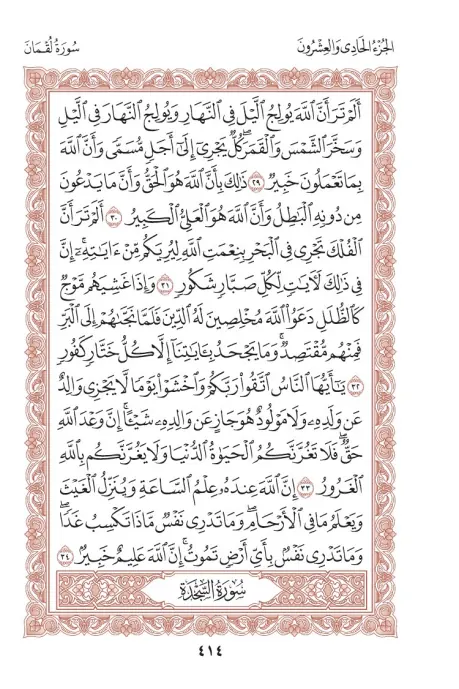 الجُزْءُ الحَادِي وَالعِشْرُونَ
سُورَةُ لُقْمَانَ
أَلَمْ تَرَ أَنَّ ٱللَّهَ يُولِجُ ٱلَّيْلَ فِي ٱلنَّهَارِ وَيُولِجُ ٱلنَّهَارَ فِي ٱلَّيْلِ
وَسَخَّرَ ٱلشَّمْسَ وَٱلْقَمَرَۖ كُلٌّ يَجْرِيٓ إِلَىٰٓ أَجَلٍ مُّسَمًّى وَأَنَّ ٱللَّهَ
بِمَا تَعْمَلُونَ خَبِيرٌ ٢٩ ذَٰلِكَ بِأَنَّ ٱللَّهَ هُوَ ٱلْحَقُّ وَأَنَّ مَا يَدْعُونَ
مِن دُونِهِ ٱلْبَٰطِلُ وَأَنَّ ٱللَّهَ هُوَ ٱلْعَلِيُّ ٱلْكَبِيرُ ٣٠ أَلَمْ تَرَ أَنَّ
ٱلْفُلْكَ تَجْرِي فِي ٱلْبَحْرِ بِنِعْمَتِ ٱللَّهِ لِيُرِيَكُم مِّنْ ءَايَٰتِهِۦٓۚ إِنَّ
فِي ذَٰلِكَ لَءَايَٰتٍ لِّكُلِّ صَبَّارٍ شَكُورٍ ٣١ وَإِذَا غَشِيَهُم مَّوْجٌ
كَٱلظُّلَلِ دَعَوُا۟ ٱللَّهَ مُخْلِصِينَ لَهُ ٱلدِّينَ فَلَمَّا نَجَّىٰهُمْ إِلَى ٱلْبَرِّ
فَمِنْهُم مُّقْتَصِدٌۚ وَمَا يَجْحَدُ بِـَٔايَٰتِنَآ إِلَّا كُلُّ خَتَّارٍ كَفُورٍ
٣٢ يَٰٓأَيُّهَا ٱلنَّاسُ ٱتَّقُوا۟ رَبَّكُمْ وَٱخْشَوْا۟ يَوْمًا لَّا يَجْزِي وَالِدٌ
عَن وَلَدِهِۦ وَلَا مَوْلُودٌ هُوَ جَازٍ عَن وَالِدِهِۦ شَيْـًٔاۚ إِنَّ وَعْدَ ٱللَّهِ
حَقٌّۖ فَلَا تَغُرَّنَّكُمُ ٱلْحَيَوٰةُ ٱلدُّنْيَا وَلَا يَغُرَّنَّكُم بِٱللَّهِ
ٱلْغَرُورُ ٣٣ إِنَّ ٱللَّهَ عِندَهُۥ عِلْمُ ٱلسَّاعَةِ وَيُنَزِّلُ ٱلْغَيْثَ
وَيَعْلَمُ مَا فِي ٱلْأَرْحَامِۖ وَمَا تَدْرِي نَفْسٌ مَّاذَا تَكْسِبُ غَدًاۖ
وَمَا تَدْرِي نَفْسٌۢ بِأَيِّ أَرْضٍ تَمُوتُۚ إِنَّ ٱللَّهَ عَلِيمٌ خَبِيرٌۢ ٣٤
سُورَةُ السَّجْدَةِ
٤١٤